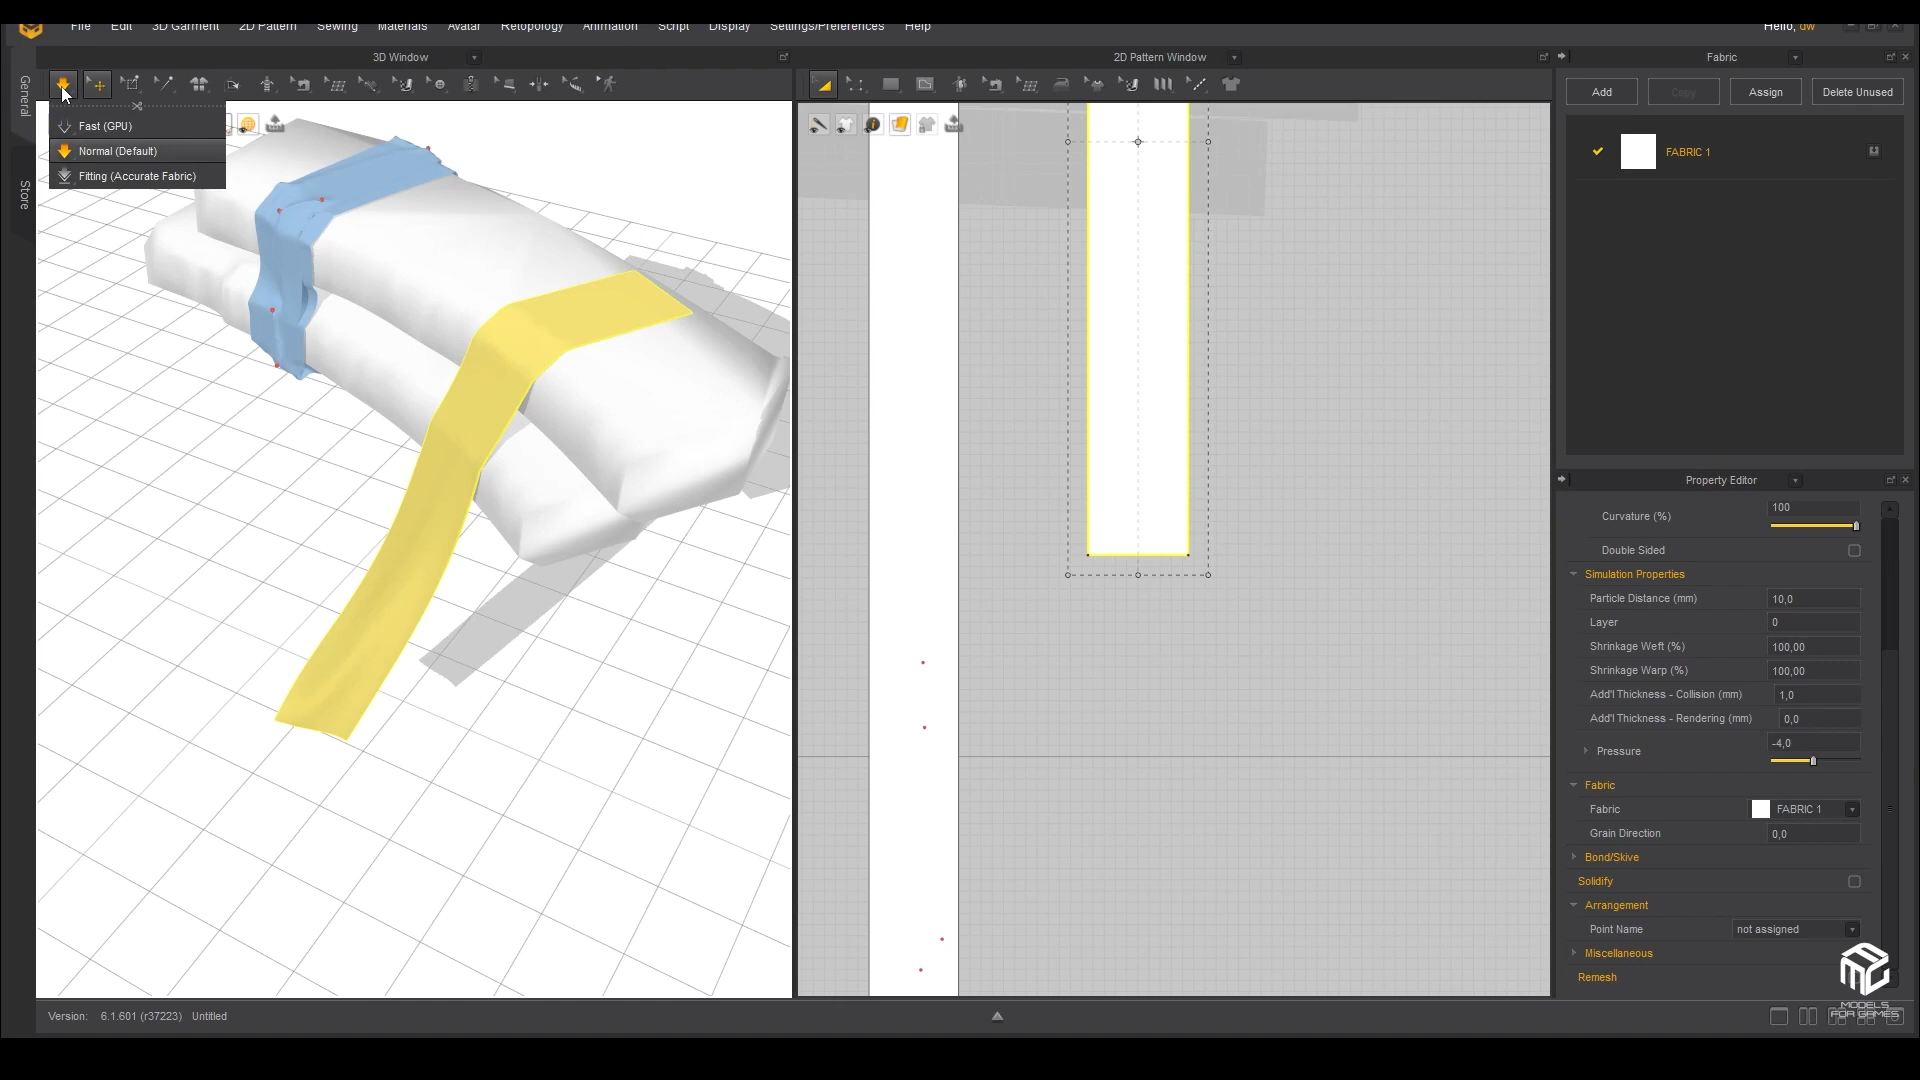 File Edit 3D Garment 2D Pattern Sewing Materials Avatar Retopology Animation Script Display Settings/Preferences Help Hello, dw
3D Window 2D Pattern Window Fabric
General
Store
Add Copy Assign Delete Unused
Fast (GPU)
Normal (Default)
Fitting (Accurate Fabric)
FABRIC 1
Property Editor
Curvature (%) 100
Double Sided
Simulation Properties
Particle Distance (mm) 10,0
Layer 0
Shrinkage Weft (%) 100,00
Shrinkage Warp (%) 100,00
Add'l Thickness - Collision (mm) 1,0
Add'l Thickness - Rendering (mm) 0,0
Pressure -4,0
Fabric
Fabric FABRIC 1
Grain Direction 0,0
Bond/Skive
Solidify
Arrangement
Point Name not assigned
Miscellaneous
Remesh
MODELS
FOR GAMES
Version: 6.1.601 (r37223) Untitled